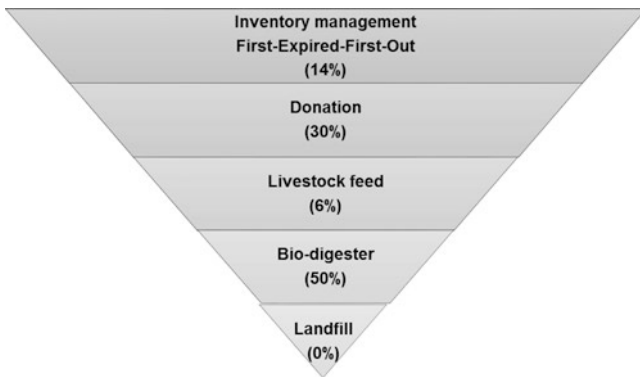 Inventory management
First-Expired-First-Out
(14%)
Donation
(30%)
Livestock feed
(6%)
Bio-digester
(50%)
Landfill
(0%)